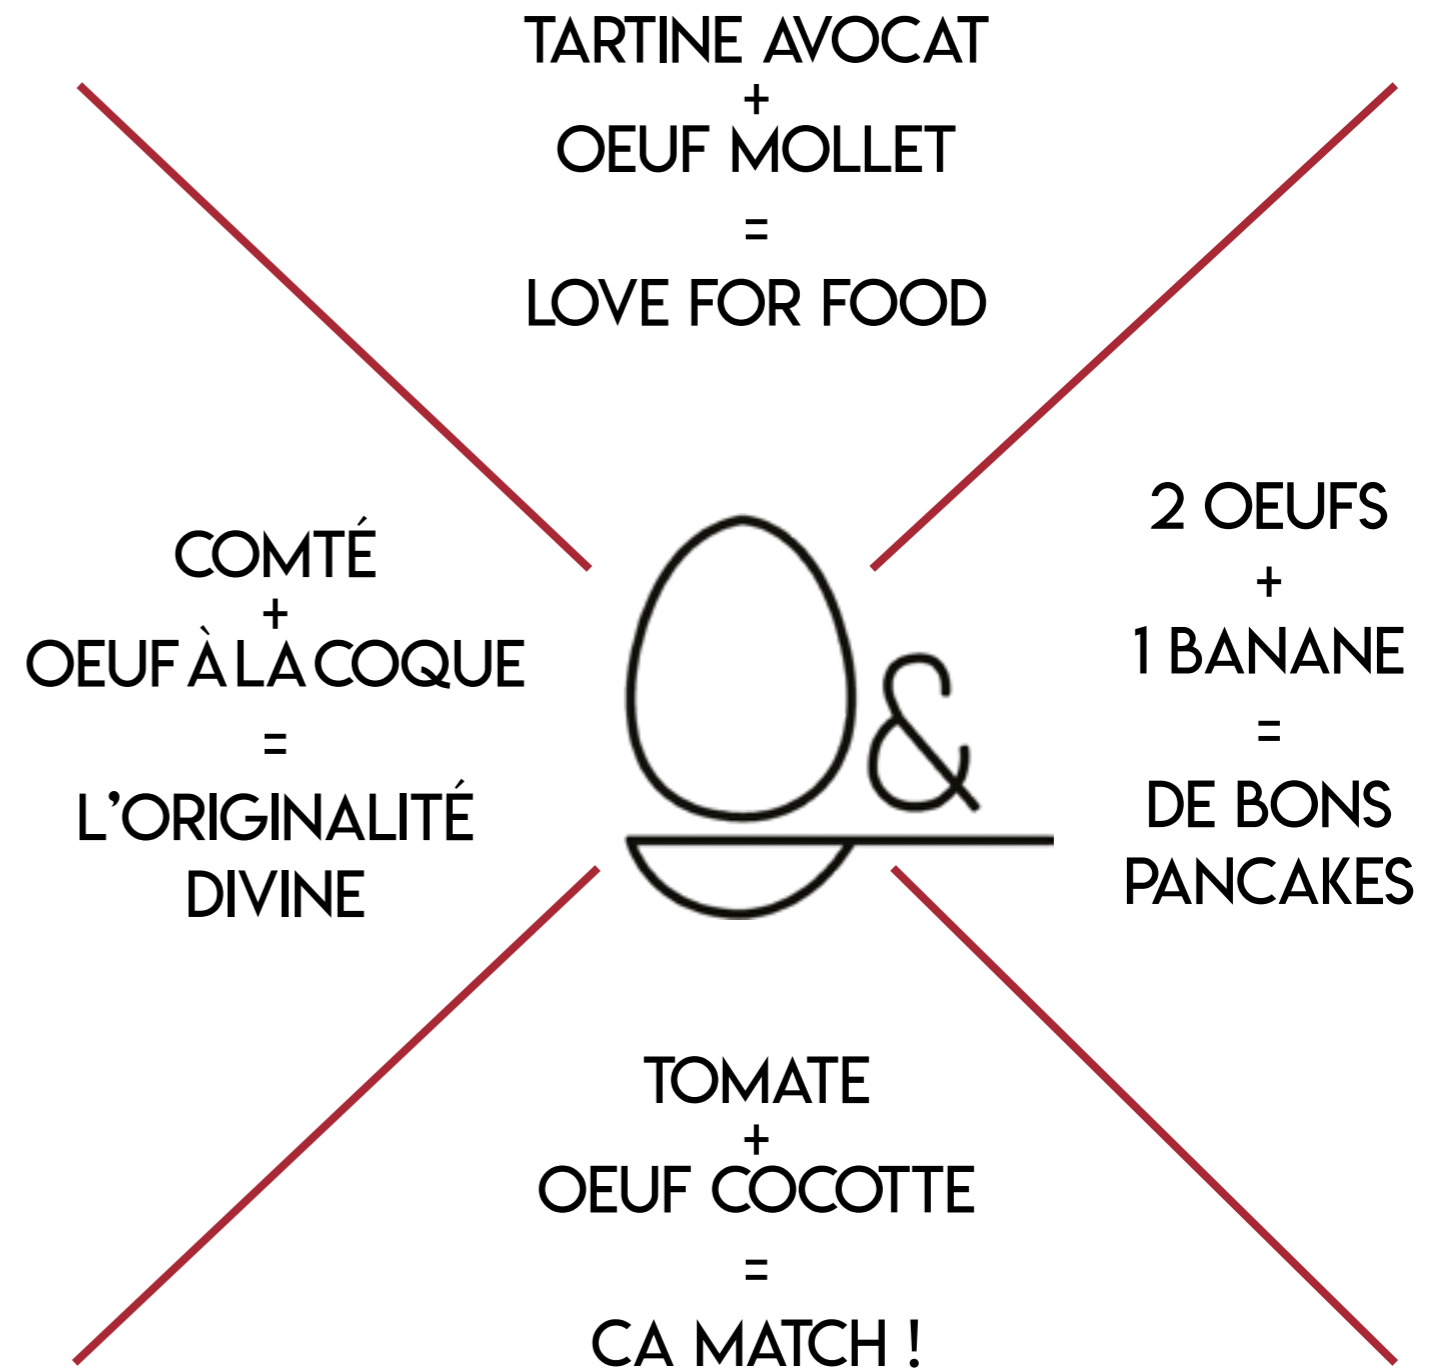 TARTINE AVOCAT
+
OEUF MOLLET
=
LOVE FOR FOOD
COMTÉ
+
OEUF À LA COQUE
=
L'ORIGINALITÉ
DIVINE
&
2 OEUFS
+
1 BANANE
=
DE BONS
PANCAKES
TOMATE
+
OEUF COCOTTE
=
CA MATCH !